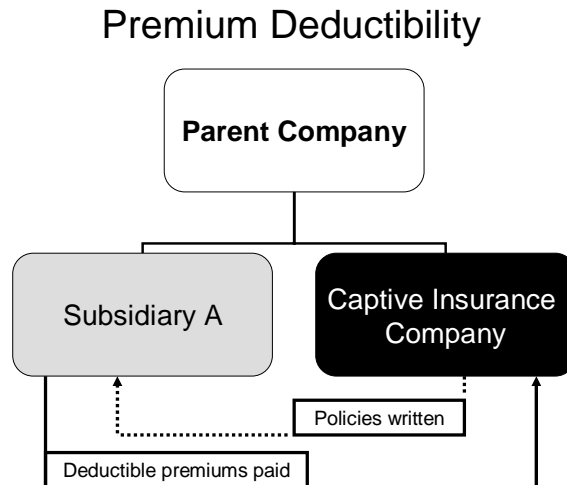 Premium Deductibility
Parent Company
Subsidiary A
Captive Insurance
Company
Policies written
Deductible premiums paid